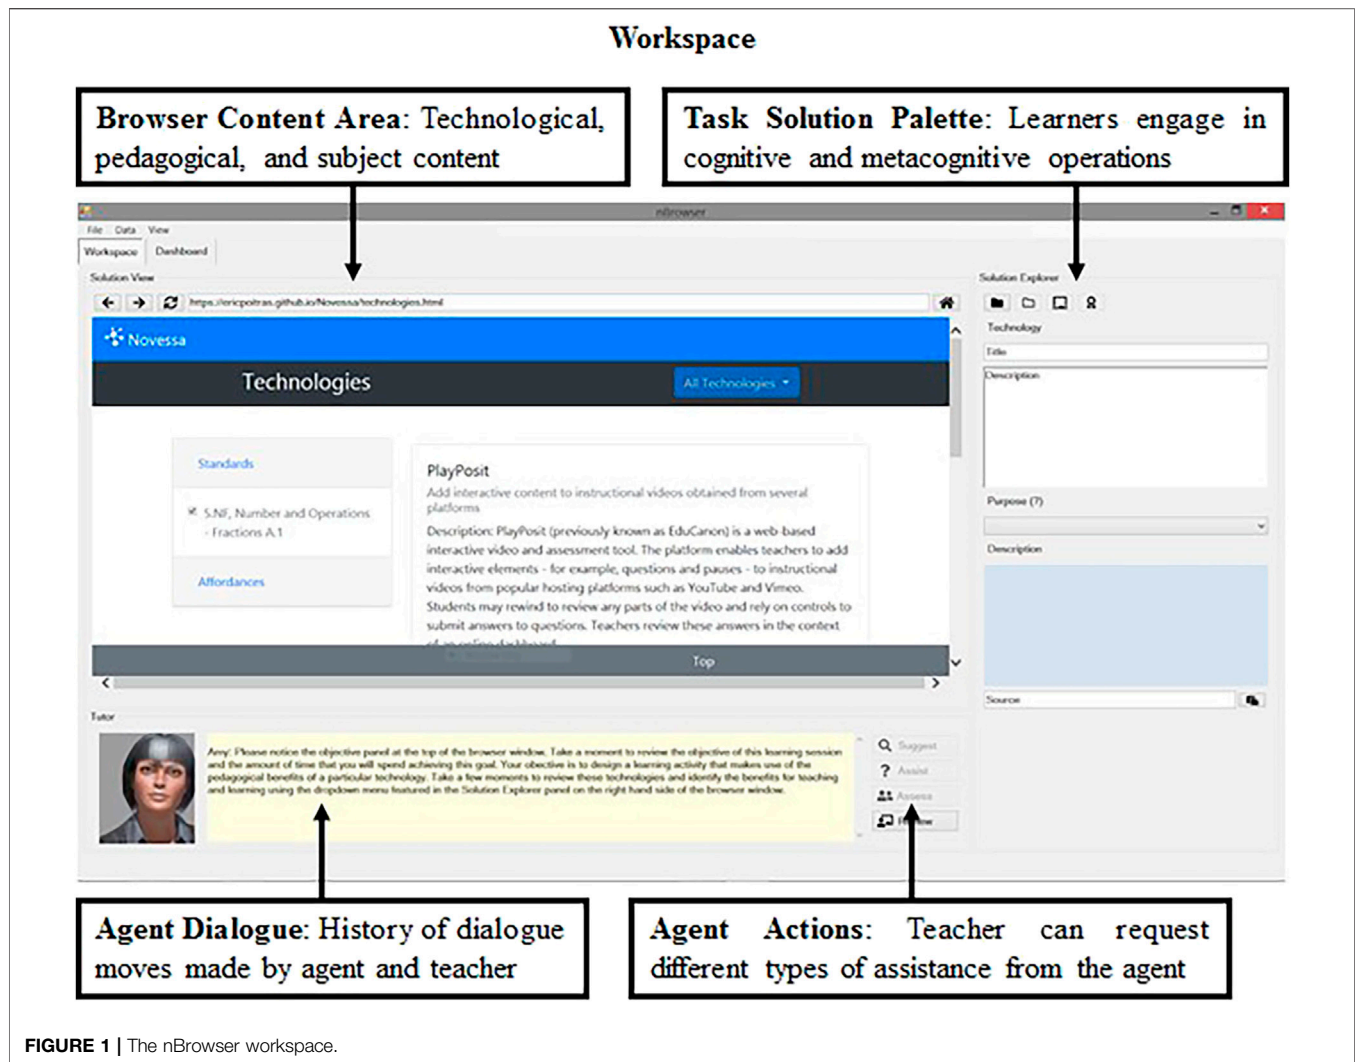 Workspace
Browser Content Area: Technological,
pedagogical, and subject content
Task Solution Palette: Learners engage in
cognitive and metacognitive operations
nBrowser
File Data View
Workspace Dashboard
Solution View
https://ericpoitras.github.io/Novessa/technologies.html
Novessa
Technologies
All Technologies
Standards
5.NF, Number and Operations
- Fractions A.1
Affordances
PlayPosit
Add interactive content to instructional videos obtained from several
platforms
Description: PlayPosit (previously known as EduCanon) is a web-based
interactive video and assessment tool. The platform enables teachers to add
interactive elements - for example, questions and pauses - to instructional
videos from popular hosting platforms such as YouTube and Vimeo.
Students may rewind to review any parts of the video and rely on controls to
submit answers to questions. Teachers review these answers in the context
of an online dashboard
Top
Solution Explorer
Technology
Title
Description
Purpose (?)
Description
Source
Tutor
Amy: Please notice the objective panel at the top of the browser window. Take a moment to review the objective of this learning session
and the amount of time that you will spend achieving this goal. Your obective is to design a learning activity that makes use of the
pedagogical benefits of a particular technology. Take a few moments to review these technologies and identify the benefits for teaching
and learning using the dropdown menu featured in the Solution Explorer panel on the right hand side of the browser window.
Suggest
Assist
Assess
Review
Agent Dialogue: History of dialogue
moves made by agent and teacher
Agent Actions: Teacher can request
different types of assistance from the agent
FIGURE 1 | The nBrowser workspace.